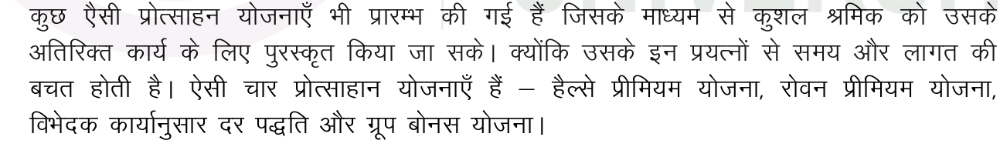 कुछ ऐसी प्रोत्साहन योजनाएँ भी प्रारम्भ की गई हैं जिसके माध्यम से कुशल श्रमिक को उसके
अतिरिक्त कार्य के लिए पुरस्कृत किया जा सके। क्योंकि उसके इन प्रयत्नों से समय और लागत की
बचत होती है। ऐसी चार प्रोत्साहान योजनाएँ हैं – हैल्से प्रीमियम योजना, रोवन प्रीमियम योजना,
विभेदक कार्यानुसार दर पद्धति और ग्रूप बोनस योजना।